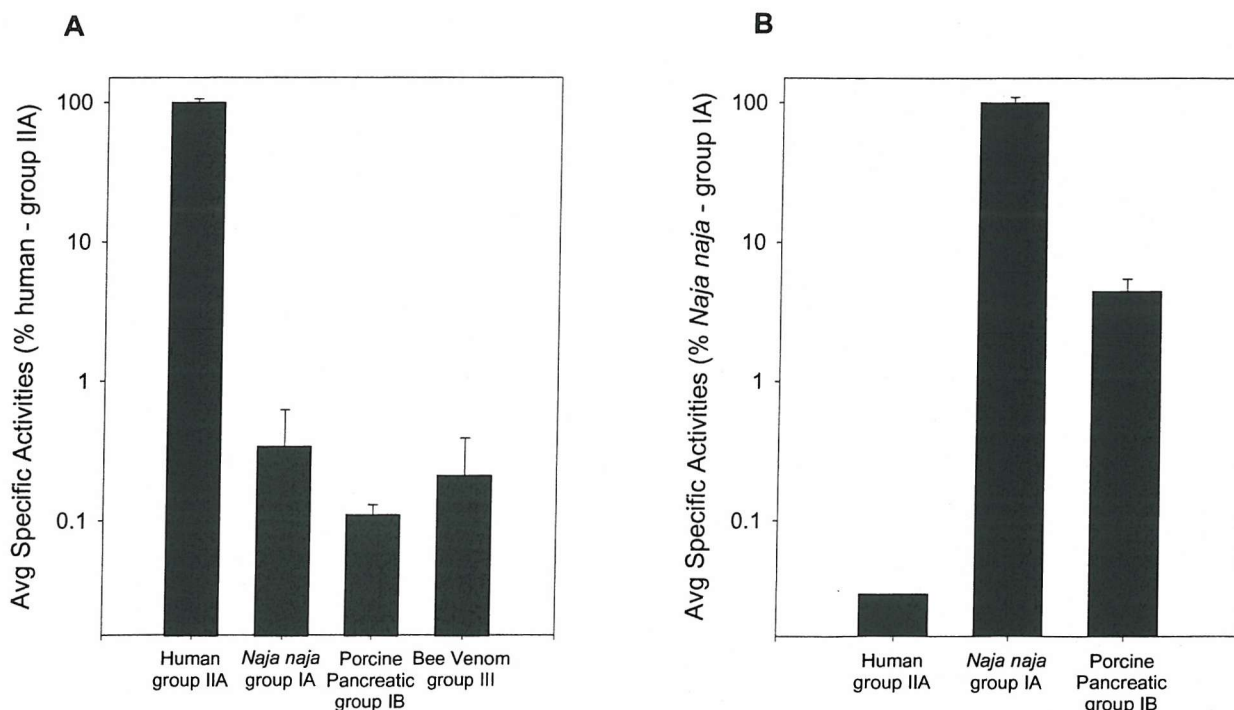 A
Avg Specific Activities (% human - group IIA)
100
10
1
0.1
Human
group IIA
Naja naja
group IA
Porcine
Pancreatic
group IB
Bee Venom
group III
B
Avg Specific Activities (% Naja naja - group IA)
100
10
1
0.1
Human
group IIA
Naja naja
group IA
Porcine
Pancreatic
group IB